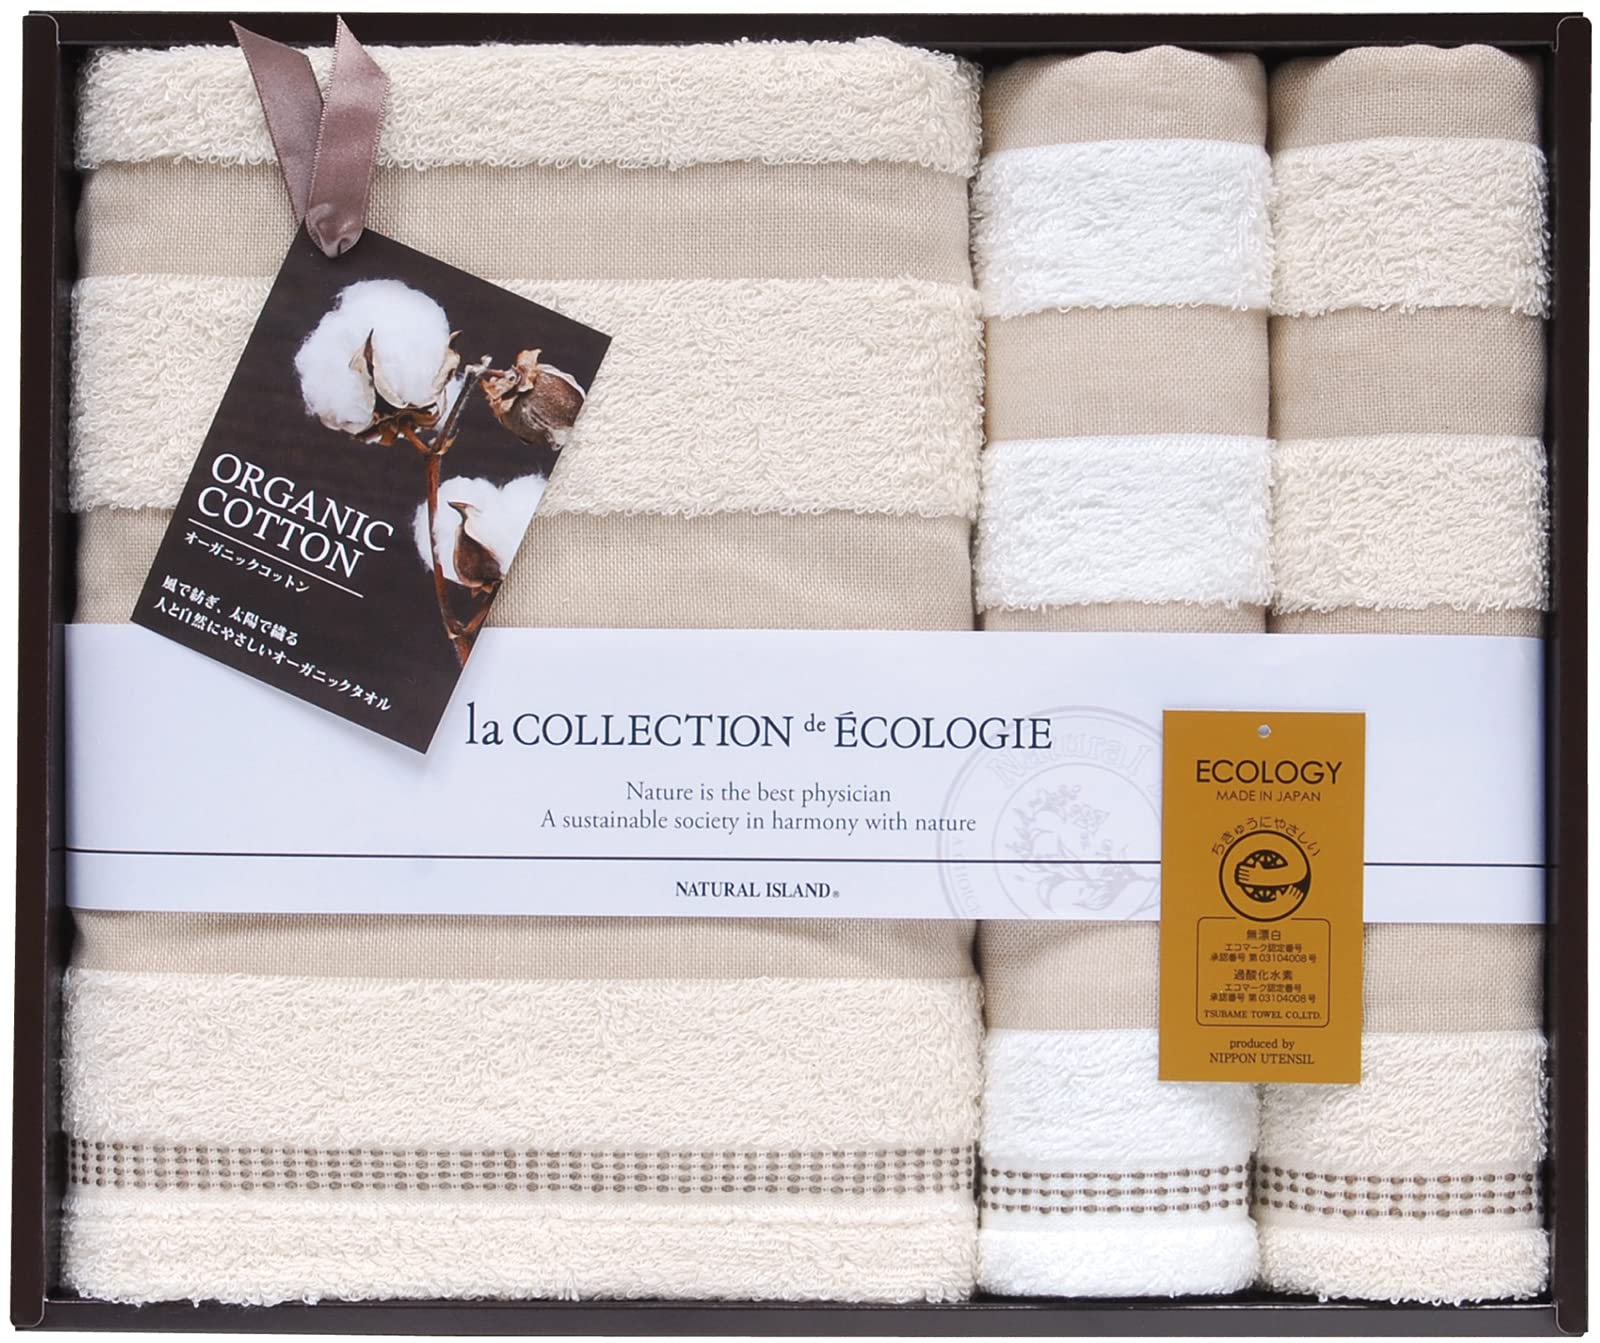 ORGANIC
COTTON
オーガニックコットン
風で紡ぎ、太陽で織る
人と自然にやさしいオーガニックタオル
la COLLECTION de ÉCOLOGIE
Nature is the best physician
A sustainable society in harmony with nature
NATURAL ISLAND®
Natural
ECOLOGY
MADE IN JAPAN
ちきゅうにやさしい
無漂白
エコマーク認定番号
承認番号 第03104008号
過酸化水素
エコマーク認定番号
承認番号 第03104008号
TSUBAME TOWEL CO.,LTD.
produced by
NIPPON UTENSIL